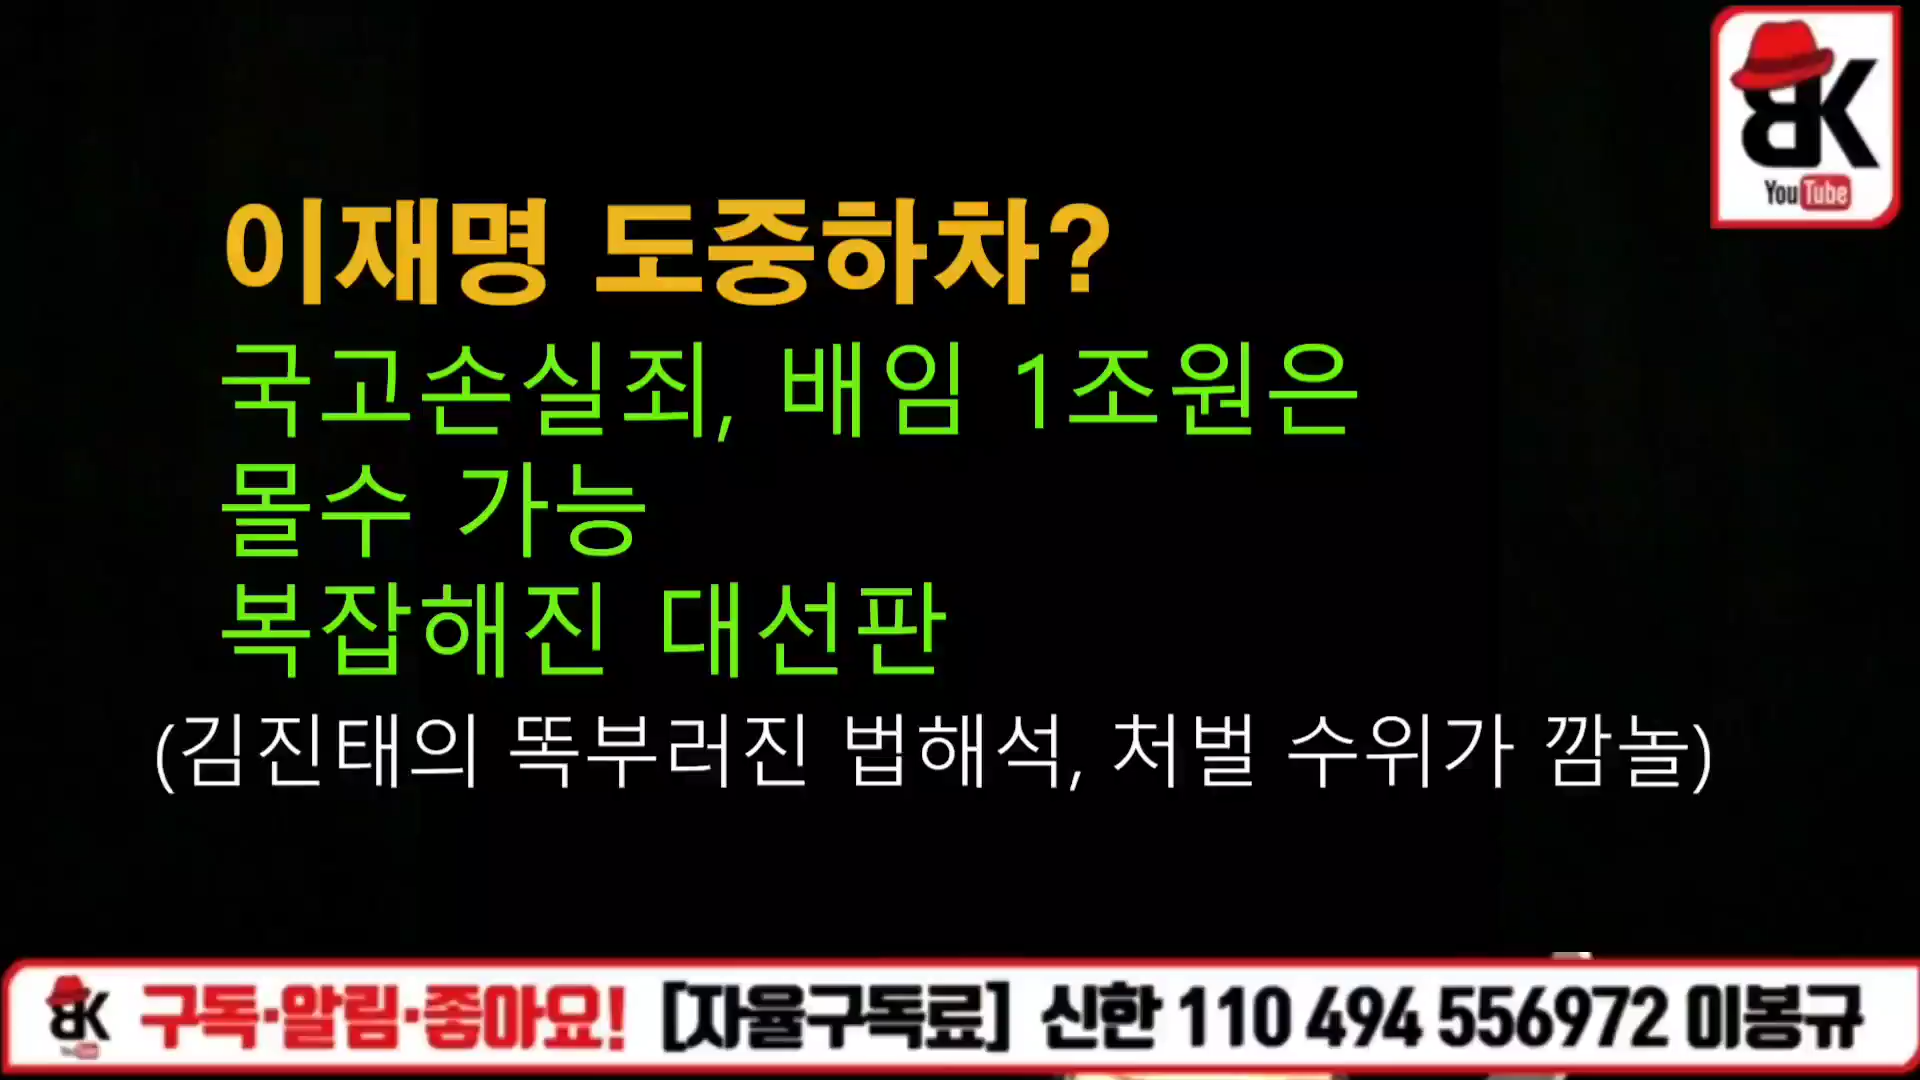 BK
YouTube
이재명 도중하차?
국고손실죄, 배임 1조원은
몰수 가능
복잡해진 대선판
(김진태의 똑부러진 법해석, 처벌 수위가 깜놀)
BK 구독·알림·좋아요! [자율구독료] 신한 110 494 556972 이봉규